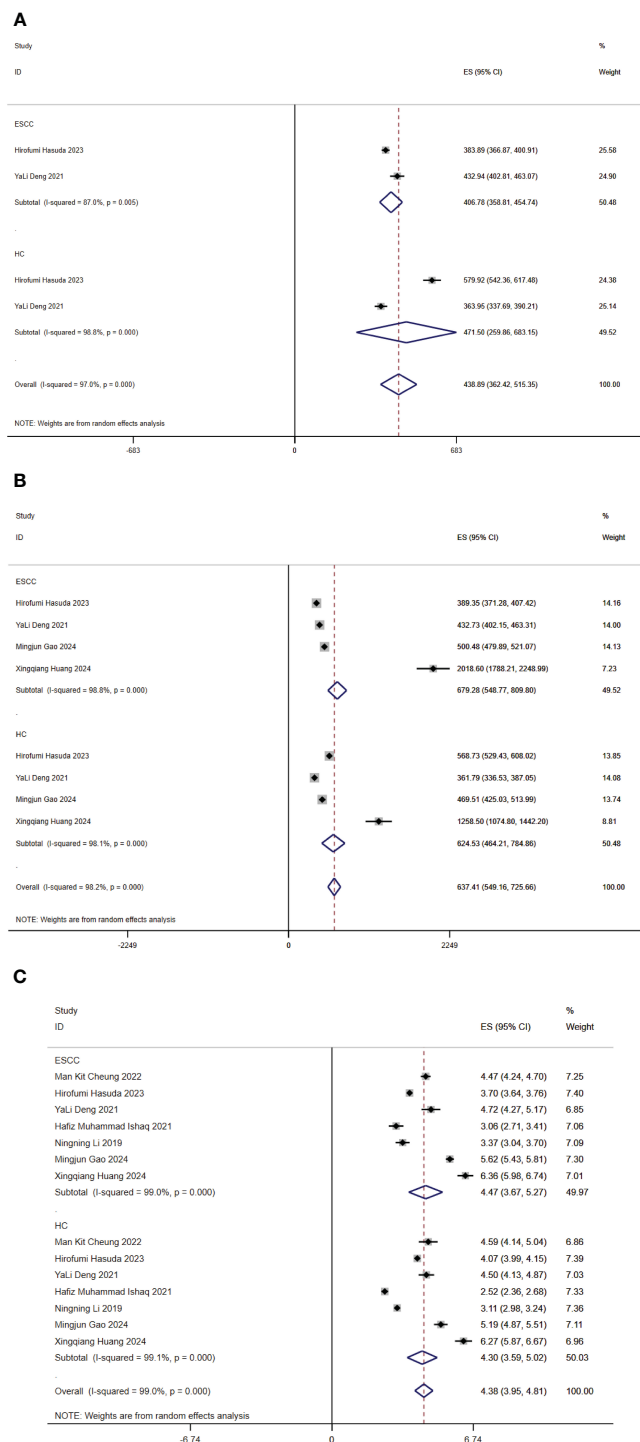 A
Study %
ID ES (95% CI) Weight
ESCC
Hirofumi Hasuda 2023 383.89 (366.87, 400.91) 25.58
YaLi Deng 2021 432.94 (402.81, 463.07) 24.90
Subtotal (I-squared = 87.0%, p = 0.005) 406.78 (358.81, 454.74) 50.48
.
HC
Hirofumi Hasuda 2023 579.92 (542.36, 617.48) 24.38
YaLi Deng 2021 363.95 (337.69, 390.21) 25.14
Subtotal (I-squared = 98.8%, p = 0.000) 471.50 (259.86, 683.15) 49.52
.
Overall (I-squared = 97.0%, p = 0.000) 438.89 (362.42, 515.35) 100.00
NOTE: Weights are from random effects analysis
-683 0 683
B
Study %
ID ES (95% CI) Weight
ESCC
Hirofumi Hasuda 2023 389.35 (371.28, 407.42) 14.16
YaLi Deng 2021 432.73 (402.15, 463.31) 14.00
Mingjun Gao 2024 500.48 (479.89, 521.07) 14.13
Xingqiang Huang 2024 2018.60 (1788.21, 2248.99) 7.23
Subtotal (I-squared = 98.8%, p = 0.000) 679.28 (548.77, 809.80) 49.52
.
HC
Hirofumi Hasuda 2023 568.73 (529.43, 608.02) 13.85
YaLi Deng 2021 361.79 (336.53, 387.05) 14.08
Mingjun Gao 2024 469.51 (425.03, 513.99) 13.74
Xingqiang Huang 2024 1258.50 (1074.80, 1442.20) 8.81
Subtotal (I-squared = 98.1%, p = 0.000) 624.53 (464.21, 784.86) 50.48
.
Overall (I-squared = 98.2%, p = 0.000) 637.41 (549.16, 725.66) 100.00
NOTE: Weights are from random effects analysis
-2249 0 2249
C
Study %
ID ES (95% CI) Weight
ESCC
Man Kit Cheung 2022 4.47 (4.24, 4.70) 7.25
Hirofumi Hasuda 2023 3.70 (3.64, 3.76) 7.40
YaLi Deng 2021 4.72 (4.27, 5.17) 6.85
Hafiz Muhammad Ishaq 2021 3.06 (2.71, 3.41) 7.06
Ningning Li 2019 3.37 (3.04, 3.70) 7.09
Mingjun Gao 2024 5.62 (5.43, 5.81) 7.30
Xingqiang Huang 2024 6.36 (5.98, 6.74) 7.01
Subtotal (I-squared = 99.0%, p = 0.000) 4.47 (3.67, 5.27) 49.97
.
HC
Man Kit Cheung 2022 4.59 (4.14, 5.04) 6.86
Hirofumi Hasuda 2023 4.07 (3.99, 4.15) 7.39
YaLi Deng 2021 4.50 (4.13, 4.87) 7.03
Hafiz Muhammad Ishaq 2021 2.52 (2.36, 2.68) 7.33
Ningning Li 2019 3.11 (2.98, 3.24) 7.36
Mingjun Gao 2024 5.19 (4.87, 5.51) 7.11
Xingqiang Huang 2024 6.27 (5.87, 6.67) 6.96
Subtotal (I-squared = 99.1%, p = 0.000) 4.30 (3.59, 5.02) 50.03
.
Overall (I-squared = 99.0%, p = 0.000) 4.38 (3.95, 4.81) 100.00
NOTE: Weights are from random effects analysis
-6.74 0 6.74